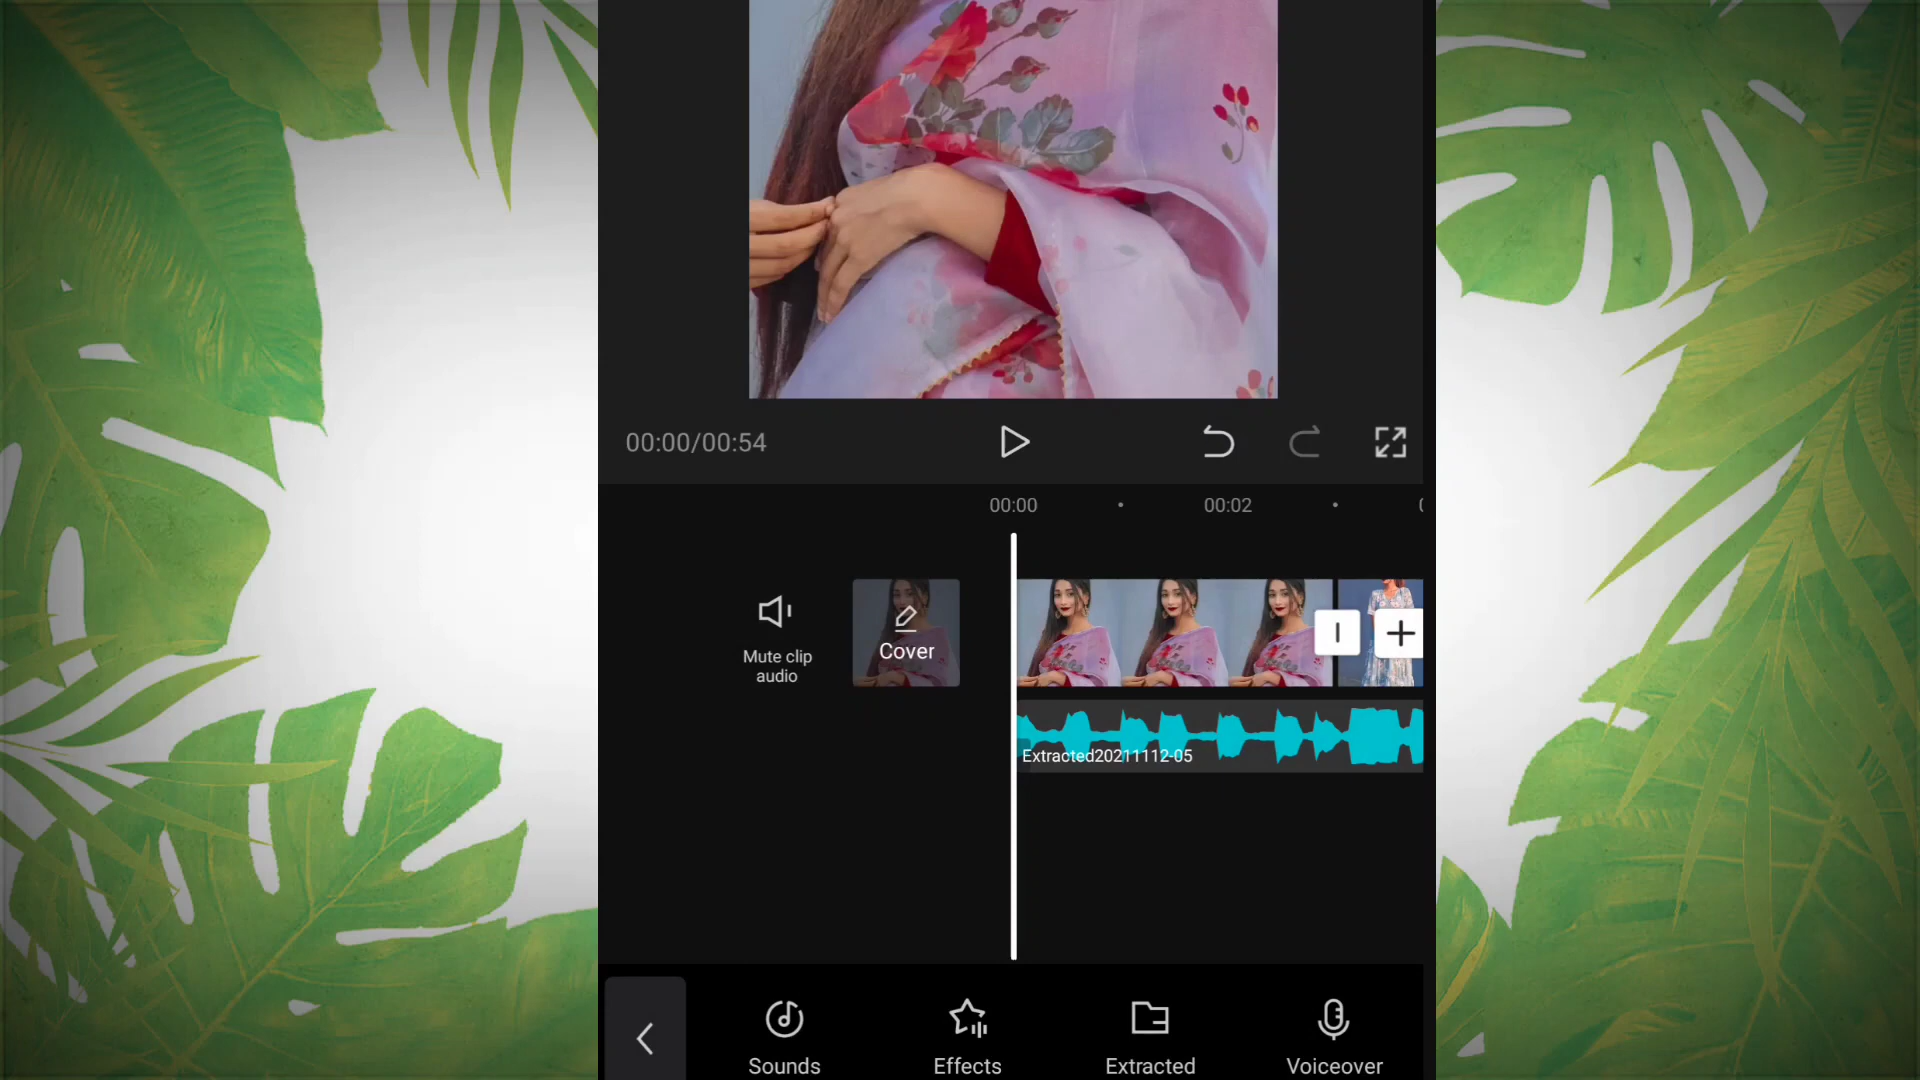 00:00/00:54
00:00
00:02
Mute clip
audio
Cover
Extracted20211112-05
Sounds
Effects
Extracted
Voiceover